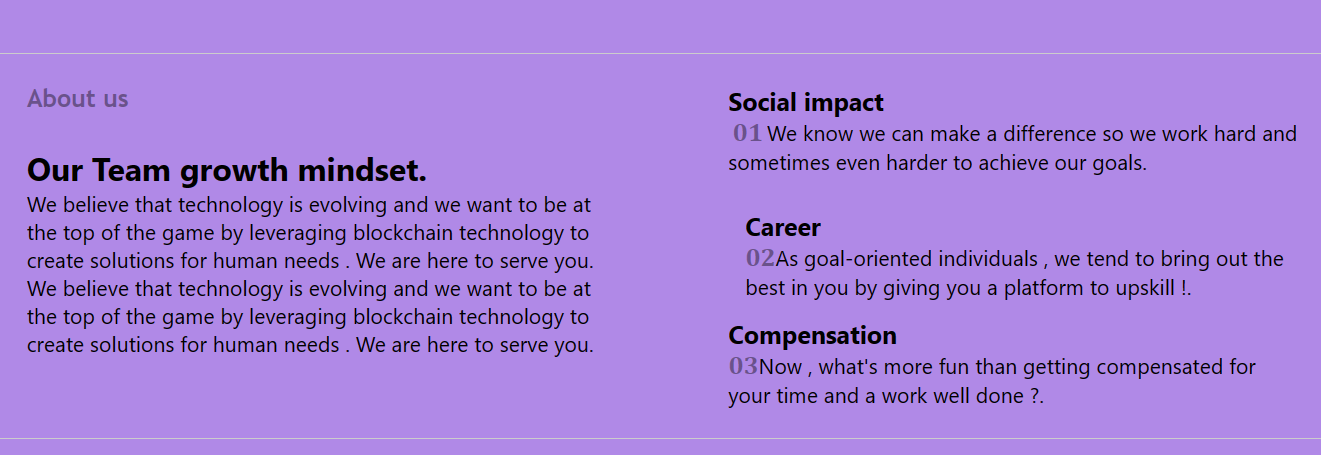 About us
Our Team growth mindset.
We believe that technology is evolving and we want to be at
the top of the game by leveraging blockchain technology to
create solutions for human needs . We are here to serve you.
We believe that technology is evolving and we want to be at
the top of the game by leveraging blockchain technology to
create solutions for human needs . We are here to serve you.
Social impact
01 We know we can make a difference so we work hard and
sometimes even harder to achieve our goals.
Career
02As goal-oriented individuals , we tend to bring out the
best in you by giving you a platform to upskill !.
Compensation
03Now , what's more fun than getting compensated for
your time and a work well done ?.